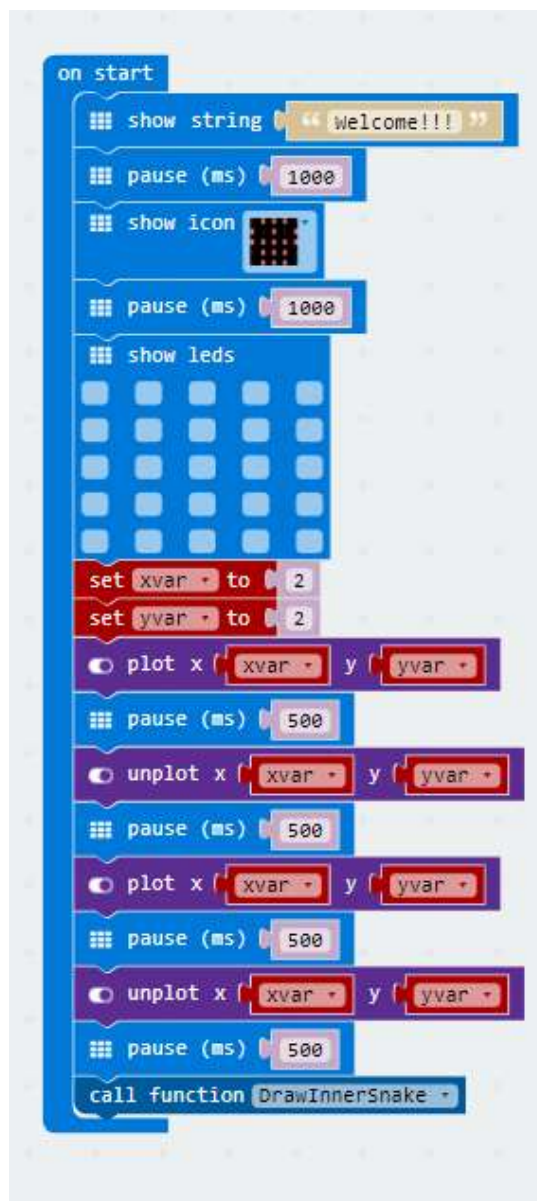 on start
show string “ Welcome!!! ”
pause (ms) 1000
show icon
pause (ms) 1000
show leds
set xvar to 2
set yvar to 2
plot x xvar y yvar
pause (ms) 500
unplot x xvar y yvar
pause (ms) 500
plot x xvar y yvar
pause (ms) 500
unplot x xvar y yvar
pause (ms) 500
call function DrawInnerSnake